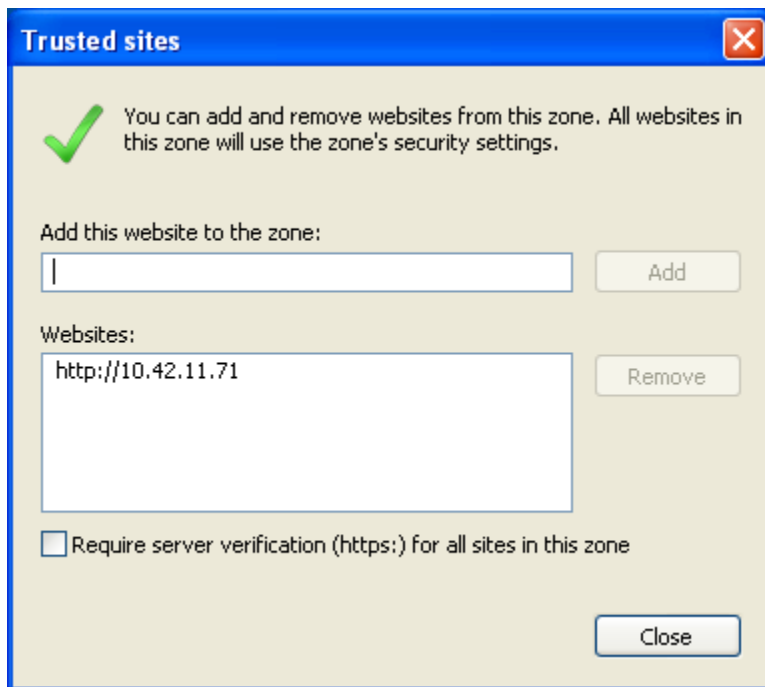 Trusted sites
You can add and remove websites from this zone. All websites in
this zone will use the zone's security settings.
Add this website to the zone:
Add
Websites:
http://10.42.11.71
Remove
Require server verification (https:) for all sites in this zone
Close